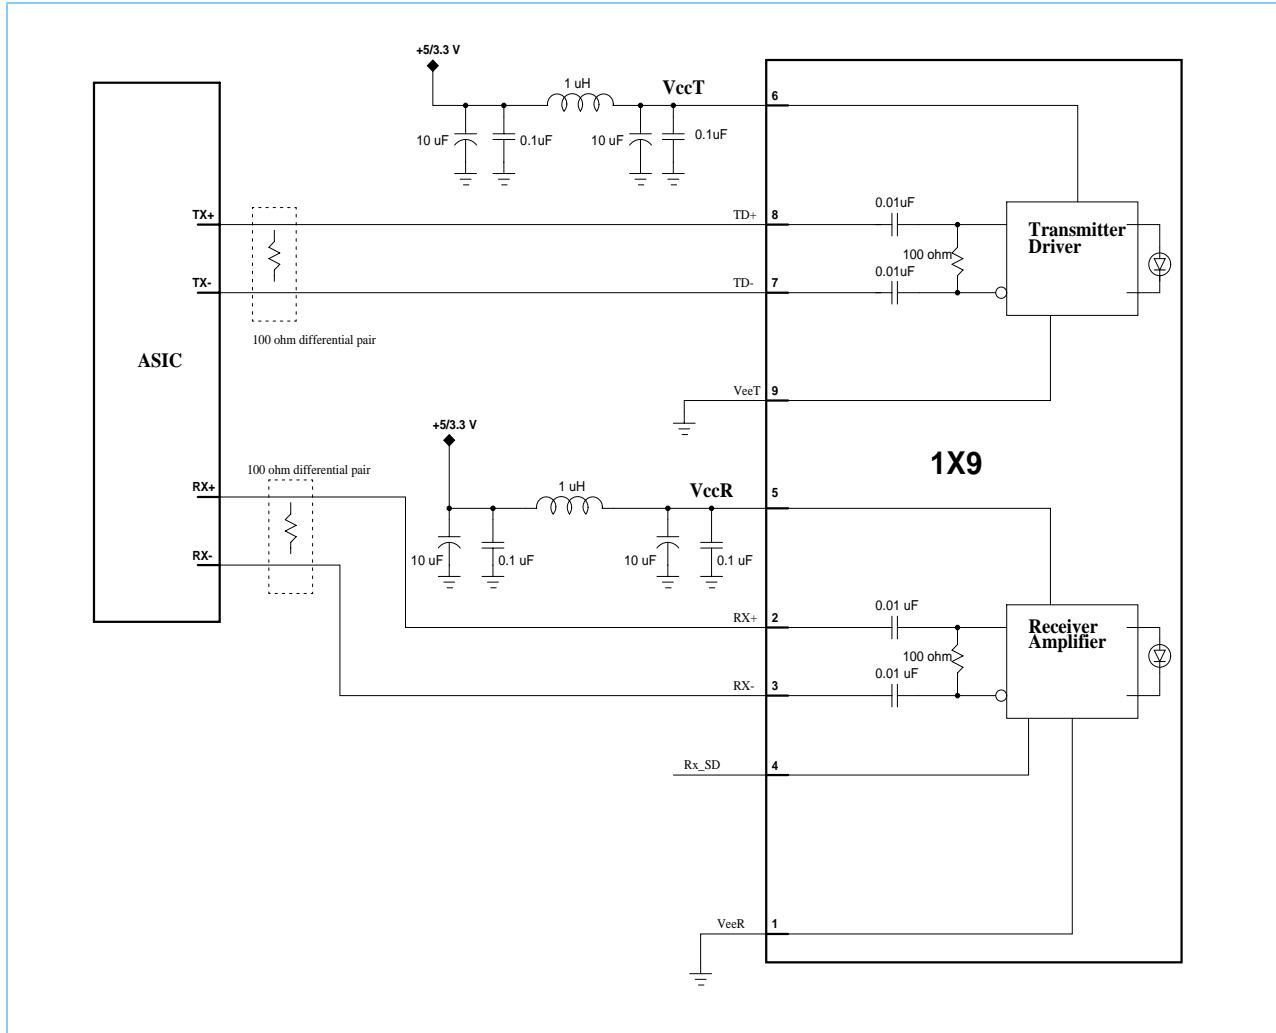 +5/3.3 V
1 uH
VccT
6
10 uF
0.1uF
10 uF
0.1uF
TX+
TD+
8
0.01uF
Transmitter
Driver
100 ohm
0.01uF
TX-
TD-
7
100 ohm differential pair
ASIC
VeeT
9
+5/3.3 V
1X9
100 ohm differential pair
RX+
1 uH
VccR
5
RX-
10 uF
0.1 uF
10 uF
0.1 uF
RX+
2
0.01 uF
Receiver
Amplifier
100 ohm
0.01 uF
RX-
3
Rx_SD
4
VeeR
1